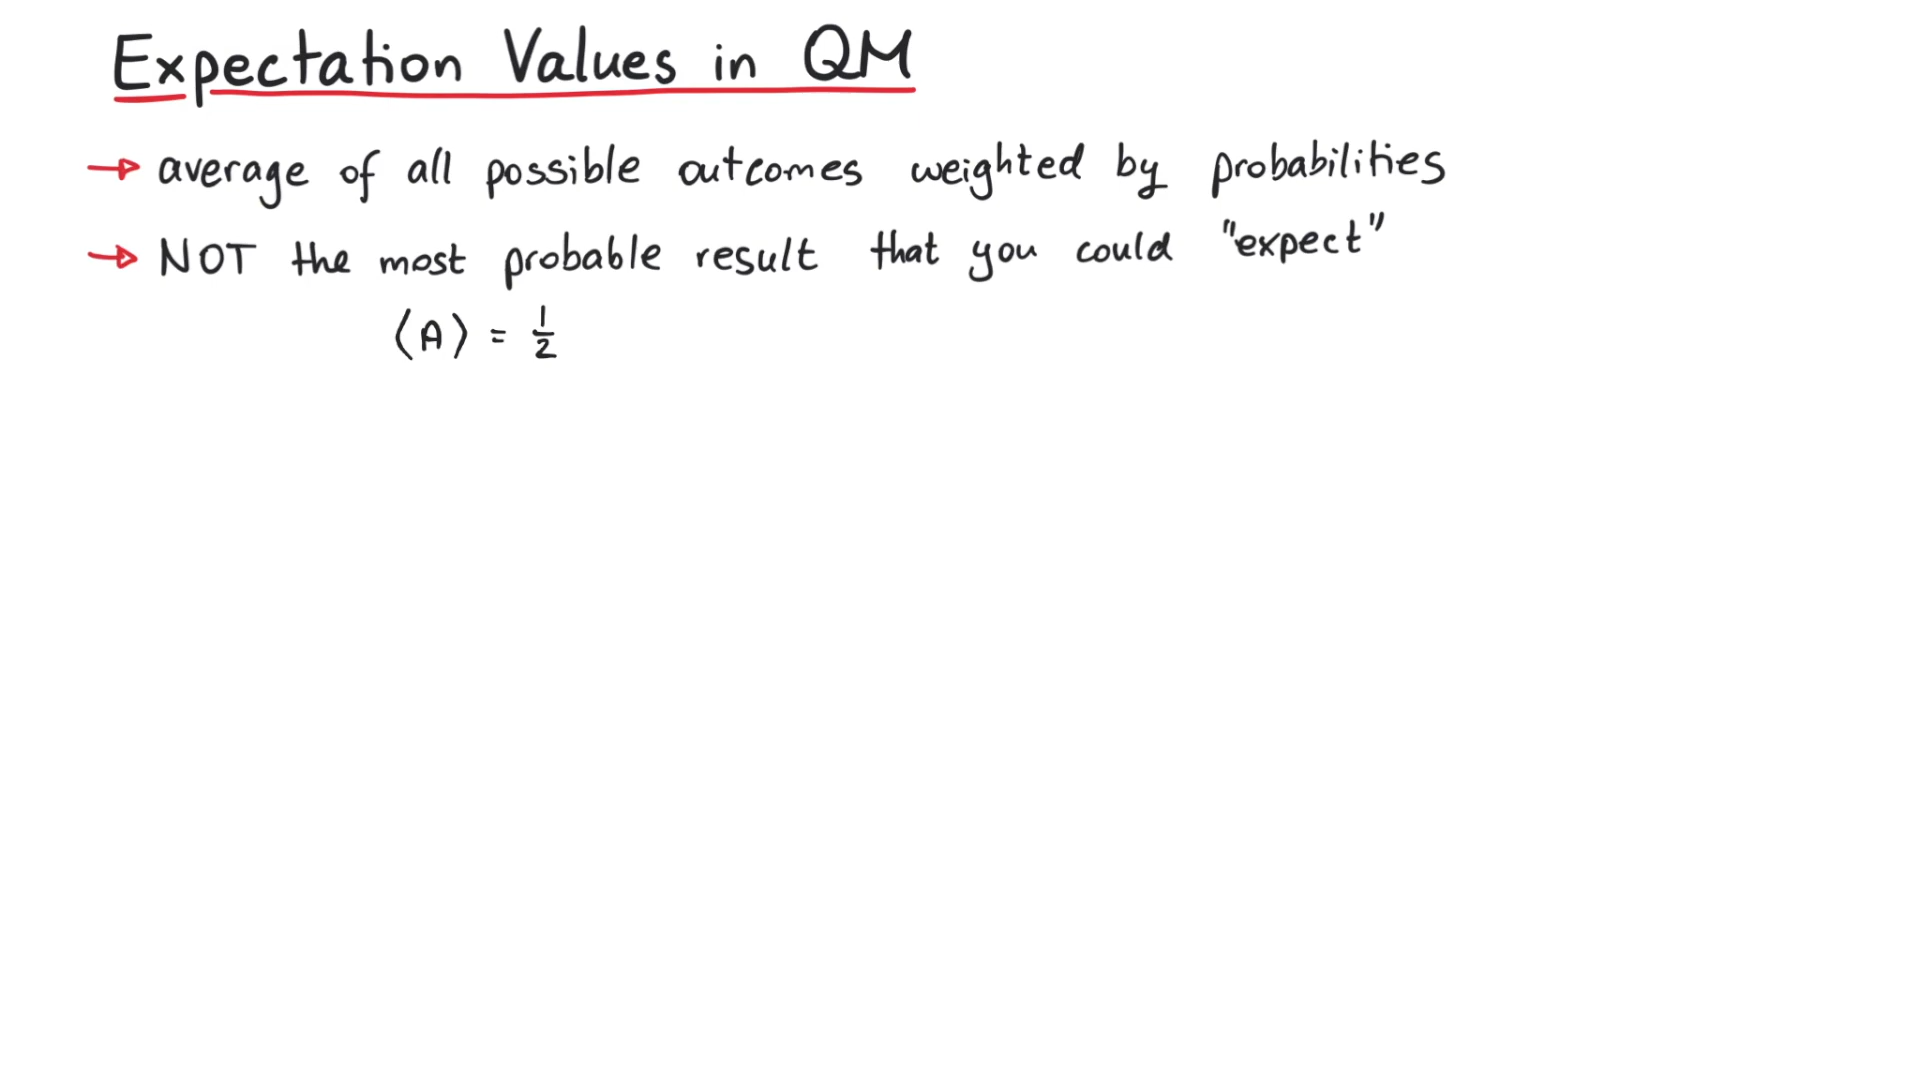 Expectation Values in QM
→ average of all possible outcomes weighted by probabilities
→ NOT the most probable result that you could "expect"
⟨A⟩ = 1/2